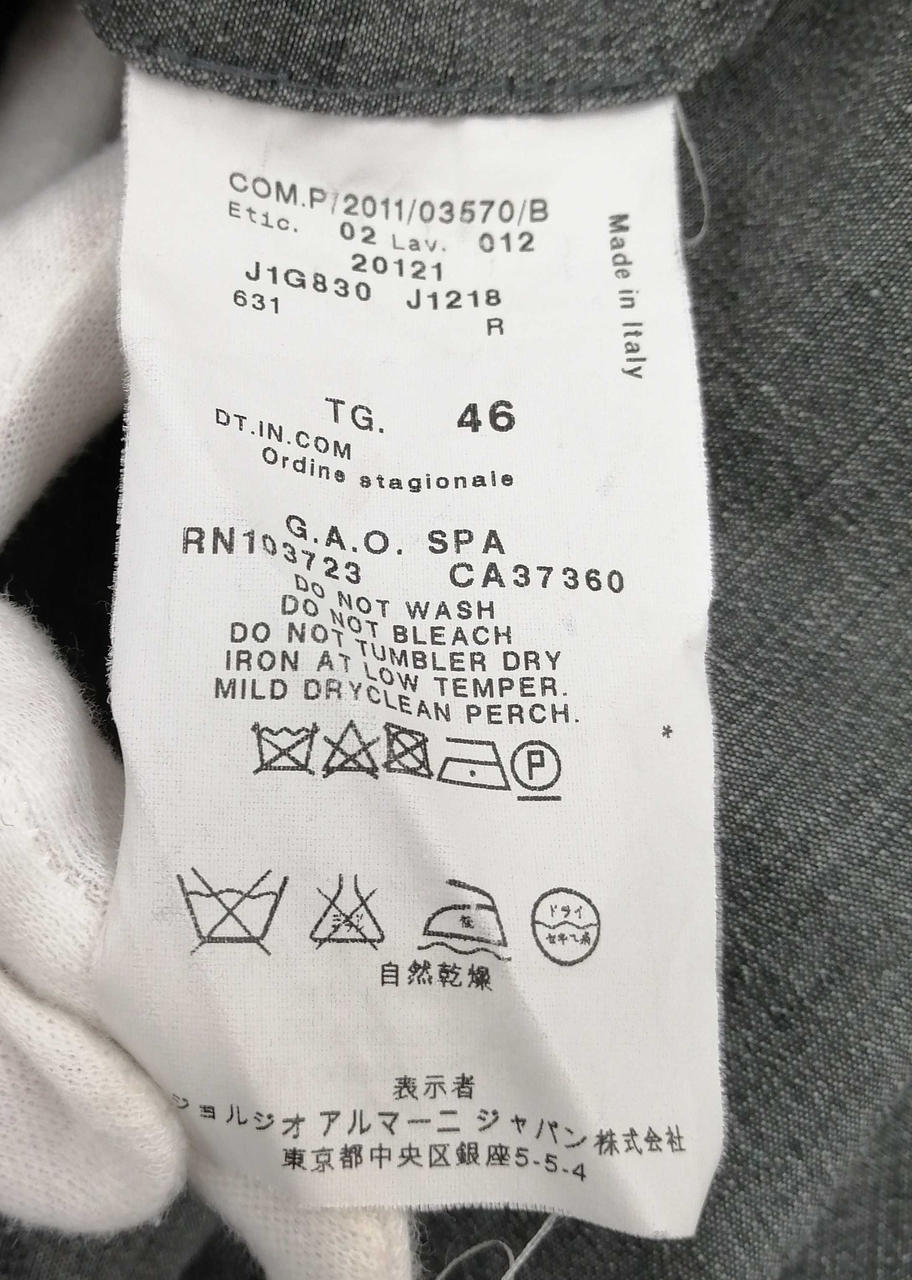 COM.P/2011/03570/B
Etic. 02 Lav. 012
20121
J1G830 J1218
631
R
Made in Italy
TG. 46
DT.IN.COM
Ordine stagionale
G.A.O. SPA
RN103723 CA37360
DO NOT WASH
DO NOT BLEACH
DO NOT TUMBLER DRY
IRON AT LOW TEMPER.
MILD DRYCLEAN PERCH.
*
P
ドライ
自然乾燥
表示者
ジョルジオ アルマーニ ジャパン 株式会社
東京都中央区銀座5-5-4